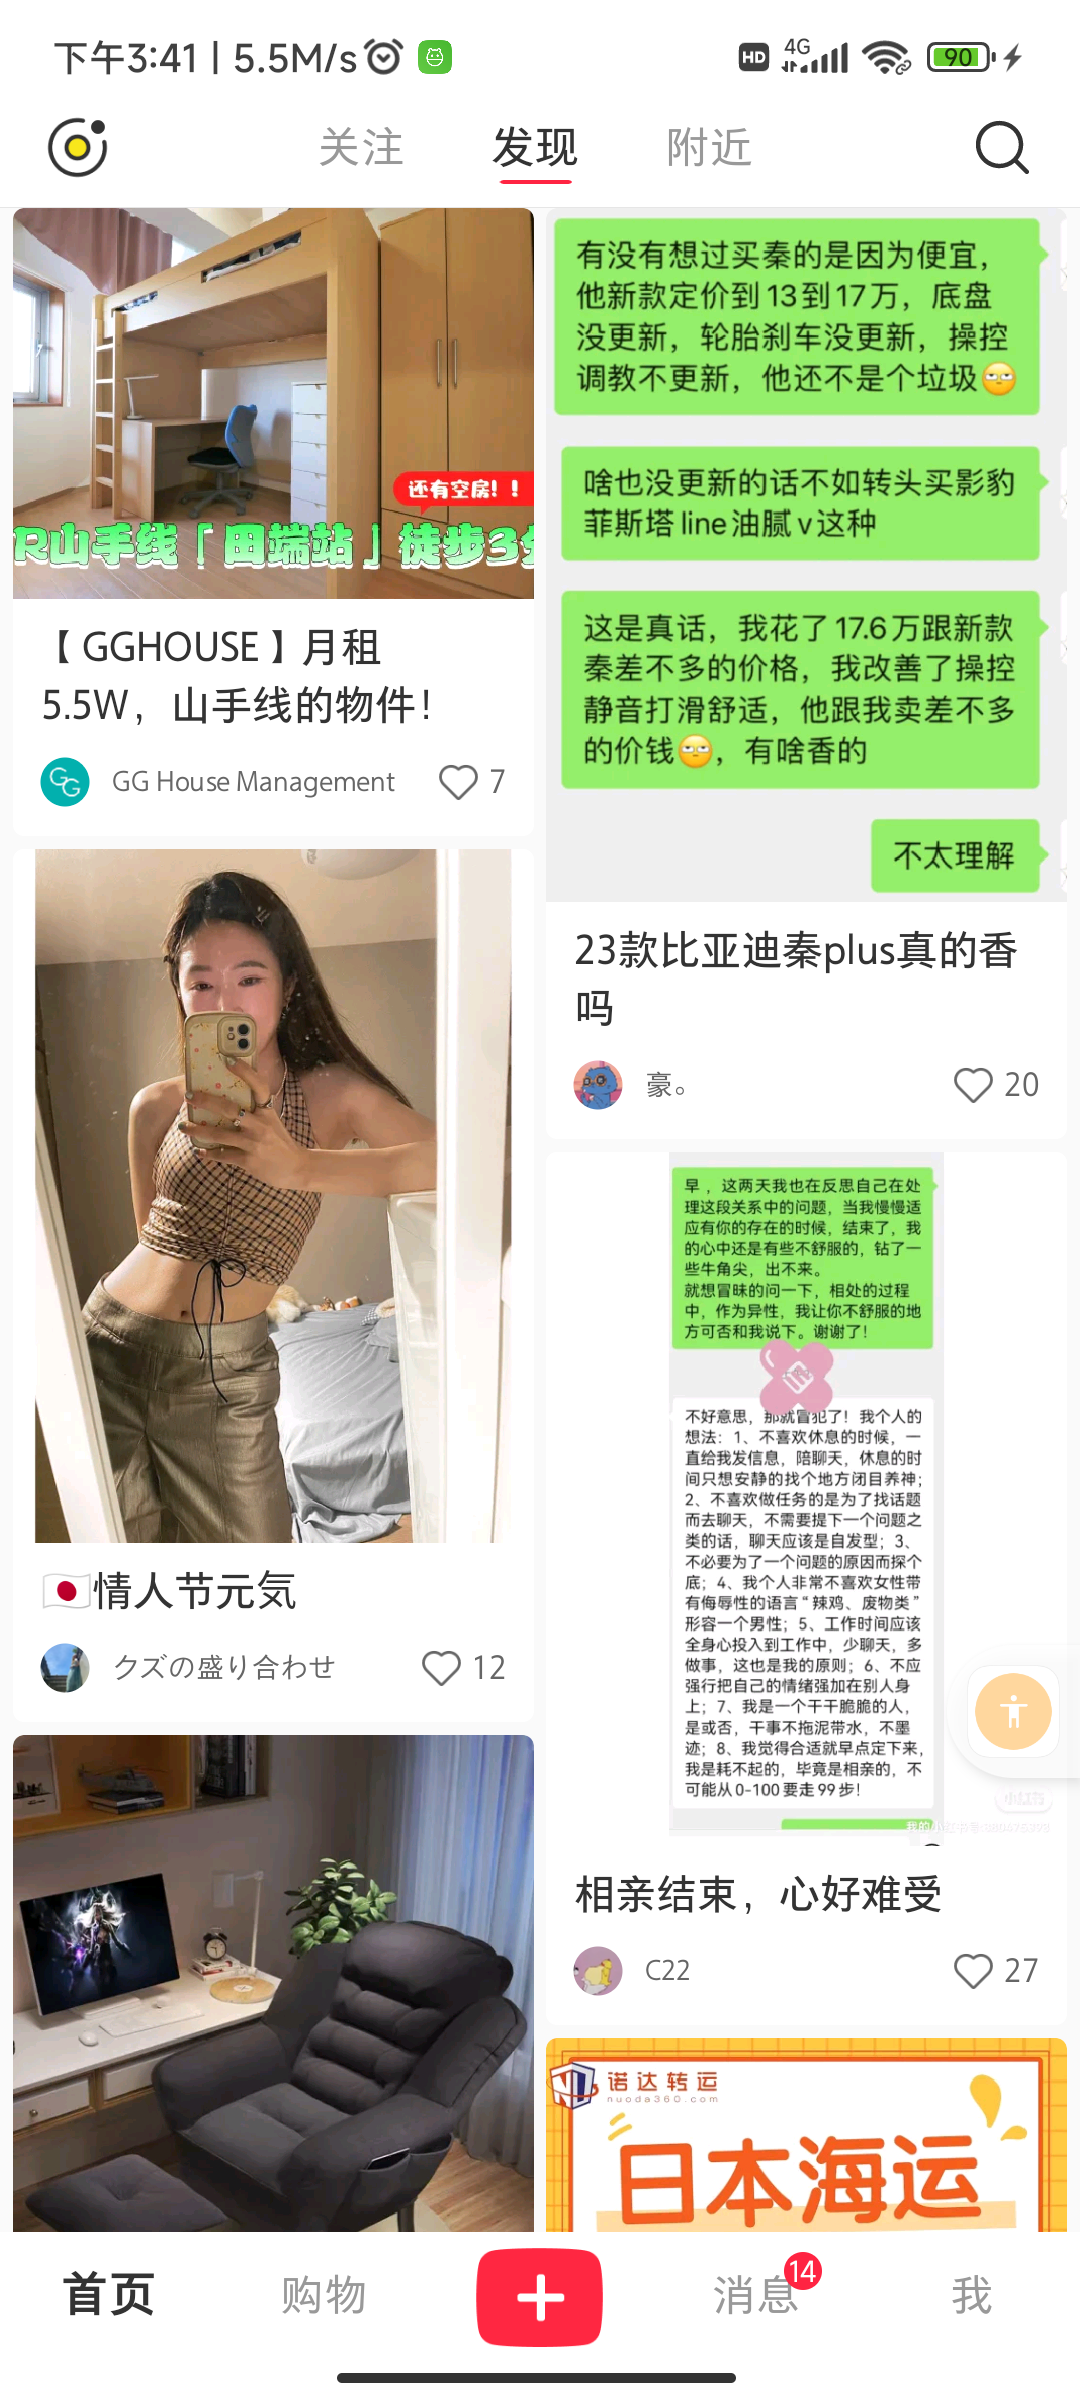 下午3:41 | 5.5M/s
HD 4G 90
关注 发现 附近
还有空房！！
R山手线「田端站」徒步3分
【GGHOUSE】月租
5.5W，山手线的物件！
GG House Management 7
有没有想过买秦的是因为便宜，
他新款定价到13到17万，底盘
没更新，轮胎刹车没更新，操控
调教不更新，他还不是个垃圾🙄
啥也没更新的话不如转头买影豹
菲斯塔 line 油腻 v 这种
这是真话，我花了17.6万跟新款
秦差不多的价格，我改善了操控
静音打滑舒适，他跟我卖差不多
的价钱🙄，有啥香的
不太理解
23款比亚迪秦plus真的香
吗
豪。 20
🇯🇵情人节元気
クズの盛り合わせ 12
早，这两天我也在反思自己在处
理这段关系中的问题，当我慢慢适
应有你的存在的时候，结束了，我
的心中还是有些不舒服的，钻了一
些牛角尖，出不来。
就想冒昧的问一下，相处的过程
中，作为异性，我让你不舒服的地
方可否和我说下。谢谢了！
不好意思，那就冒犯了！我个人的
想法：1、不喜欢休息的时候，一
直给我发信息，陪聊天，休息的时
间只想安静的找个地方闭目养神；
2、不喜欢做任务的是为了找话题
而去聊天，不需要提下一个问题之
类的话，聊天应该是自发型；3、
不必要为了一个问题的原因而探个
底；4、我个人非常不喜欢女性带
有侮辱性的语言“辣鸡、废物类”
形容一个男性；5、工作时间应该
全身心投入到工作中，少聊天，多
做事，这也是我的原则；6、不应
强行把自己的情绪强加在别人身
上；7、我是一个干干脆脆的人，
是或否，干事不拖泥带水，不墨
迹；8、我觉得合适就早点定下来，
我是耗不起的，毕竟是相亲的，不
可能从0-100要走99步！
小红书
相亲结束，心好难受
C22 27
诺达转运
nuoda360.com
日本海运
首页 购物 消息 14 我